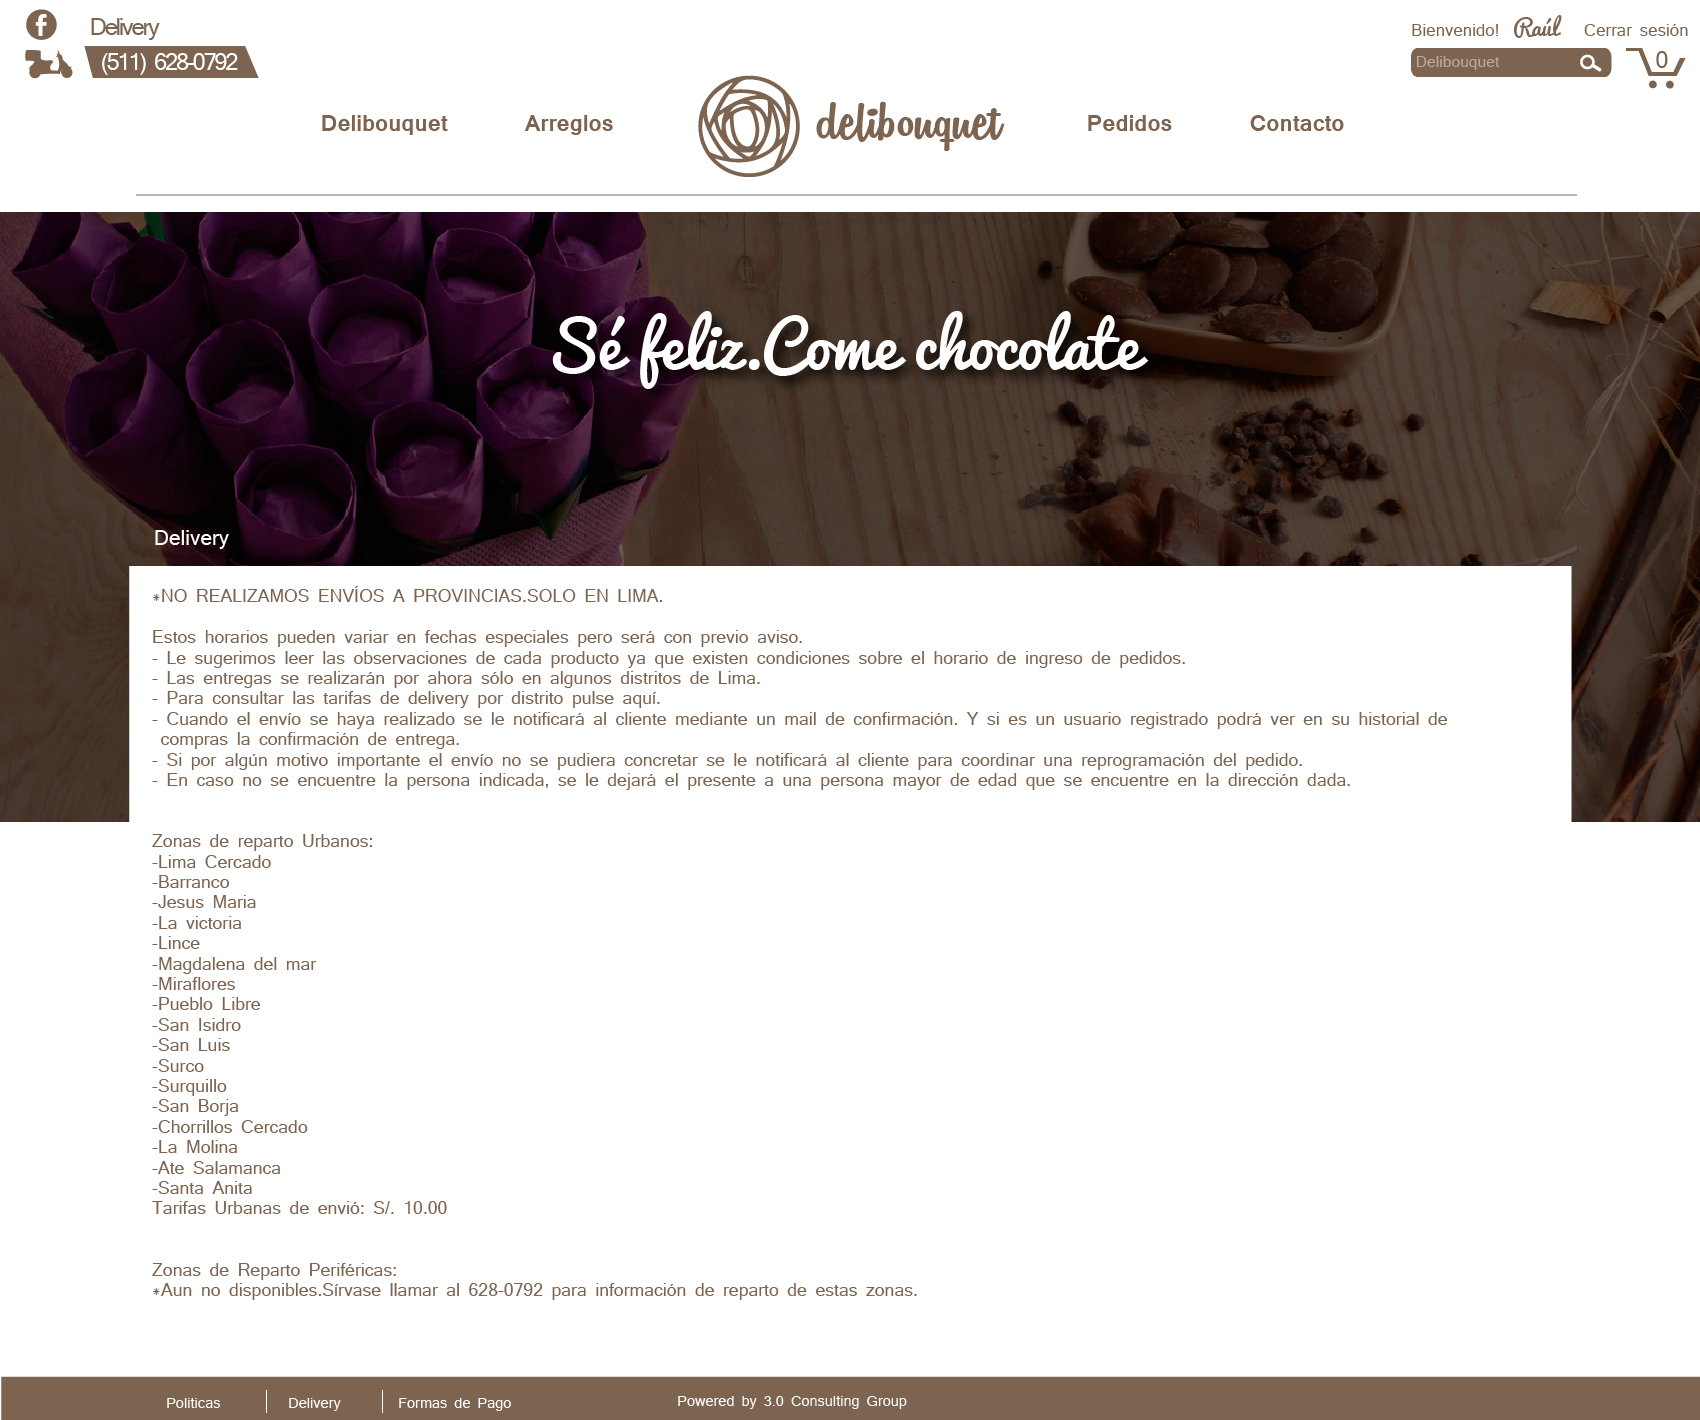 Delivery
(511) 628-0792
Bienvenido! Raúl Cerrar sesión
Delibouquet
0
Delibouquet Arreglos delibouquet Pedidos Contacto
Sé feliz.Come chocolate
Delivery
*NO REALIZAMOS ENVÍOS A PROVINCIAS.SOLO EN LIMA.
Estos horarios pueden variar en fechas especiales pero será con previo aviso.
- Le sugerimos leer las observaciones de cada producto ya que existen condiciones sobre el horario de ingreso de pedidos.
- Las entregas se realizarán por ahora sólo en algunos distritos de Lima.
- Para consultar las tarifas de delivery por distrito pulse aquí.
- Cuando el envío se haya realizado se le notificará al cliente mediante un mail de confirmación. Y si es un usuario registrado podrá ver en su historial de
compras la confirmación de entrega.
- Si por algún motivo importante el envío no se pudiera concretar se le notificará al cliente para coordinar una reprogramación del pedido.
- En caso no se encuentre la persona indicada, se le dejará el presente a una persona mayor de edad que se encuentre en la dirección dada.
Zonas de reparto Urbanos:
-Lima Cercado
-Barranco
-Jesus Maria
-La victoria
-Lince
-Magdalena del mar
-Miraflores
-Pueblo Libre
-San Isidro
-San Luis
-Surco
-Surquillo
-San Borja
-Chorrillos Cercado
-La Molina
-Ate Salamanca
-Santa Anita
Tarifas Urbanas de envió: S/. 10.00
Zonas de Reparto Periféricas:
*Aun no disponibles.Sírvase llamar al 628-0792 para información de reparto de estas zonas.
Politicas Delivery Formas de Pago Powered by 3.0 Consulting Group